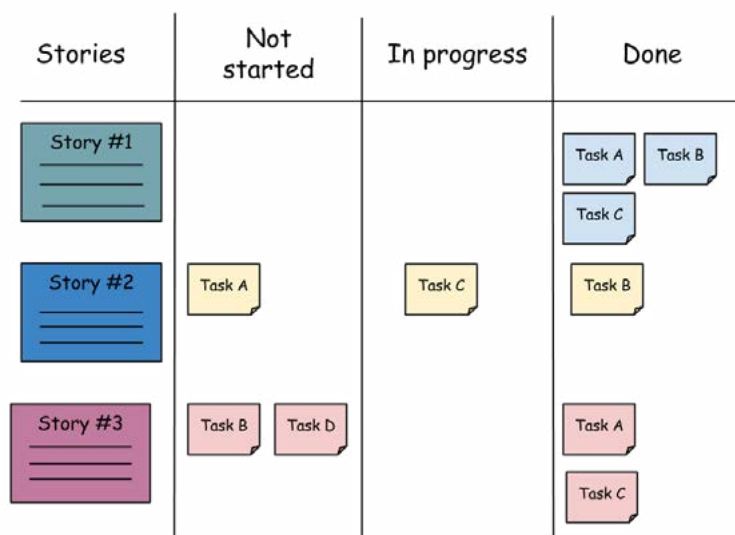 Stories
Not
started
In progress
Done
Story #1
Task A
Task B
Task C
Story #2
Task A
Task C
Task B
Story #3
Task B
Task D
Task A
Task C